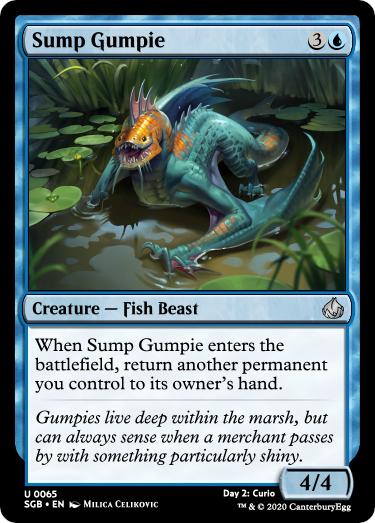 Sump Gumpie 3
Creature — Fish Beast
When Sump Gumpie enters the
battlefield, return another permanent
you control to its owner's hand.
Gumpies live deep within the marsh, but
can always sense when a merchant passes
by with something particularly shiny.
4/4
U 0065
Day 2: Curio
SGB • EN Milica Celikovic
™ & © 2020 CanterburyEgg